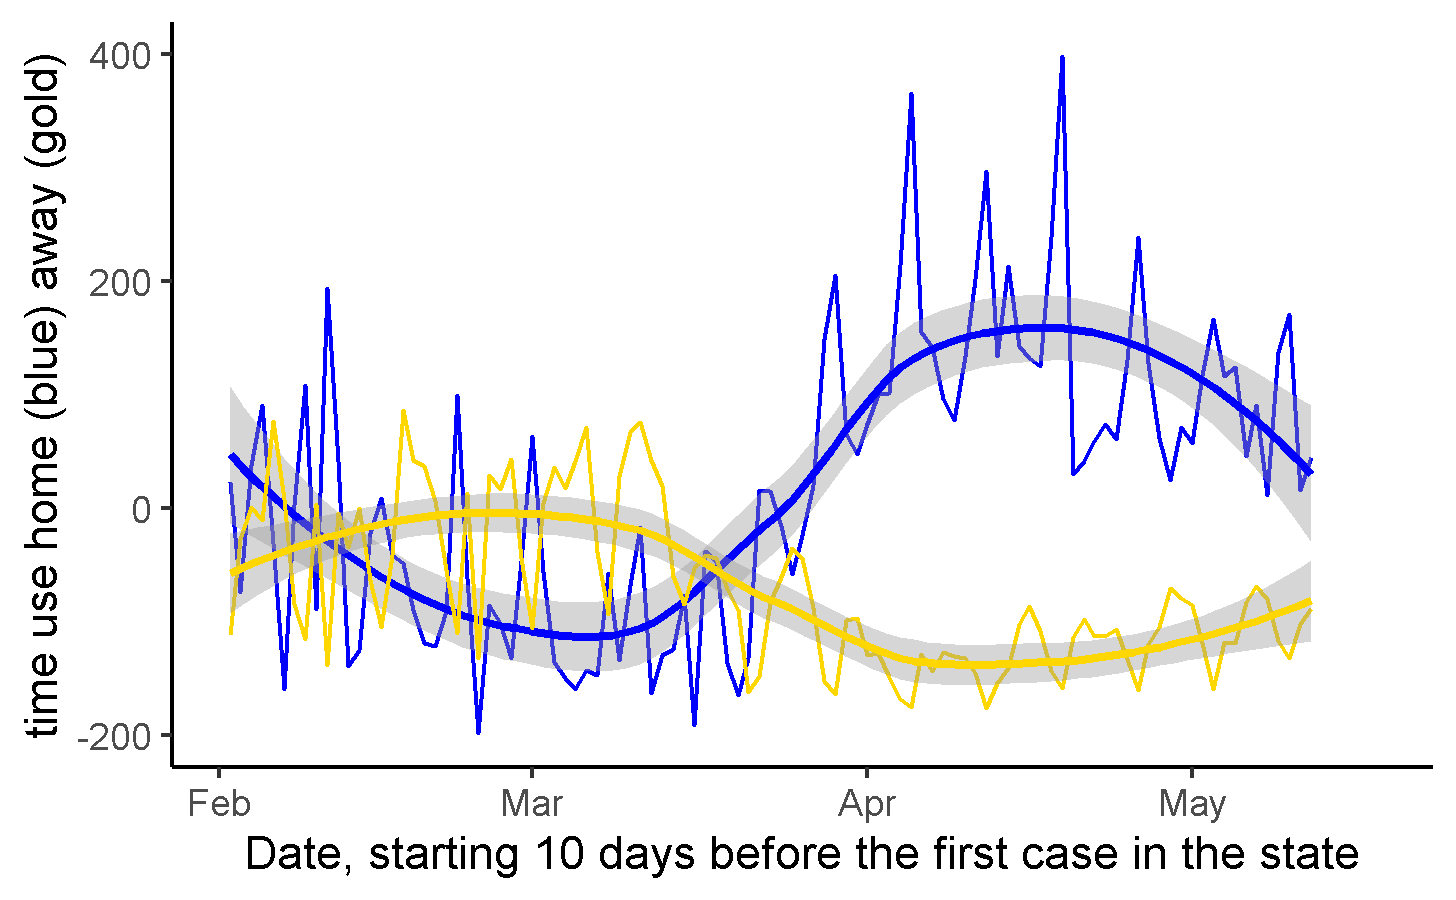 time use home (blue) away (gold)
400
200
0
-200
Feb
Mar
Apr
May
Date, starting 10 days before the first case in the state